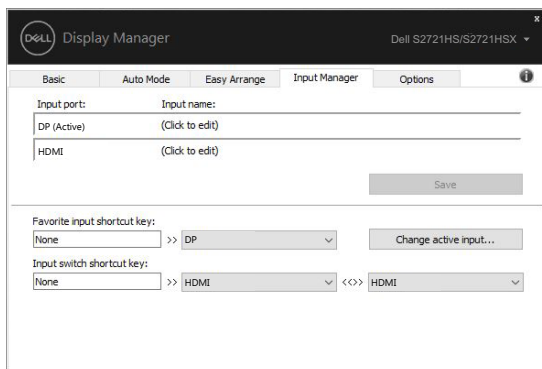 x
DELL Display Manager Dell S2721HS/S2721HSX
Basic Auto Mode Easy Arrange Input Manager Options i
Input port: Input name:
DP (Active) (Click to edit)
HDMI (Click to edit)
Save
Favorite input shortcut key:
None >> DP Change active input...
Input switch shortcut key:
None >> HDMI <<>> HDMI